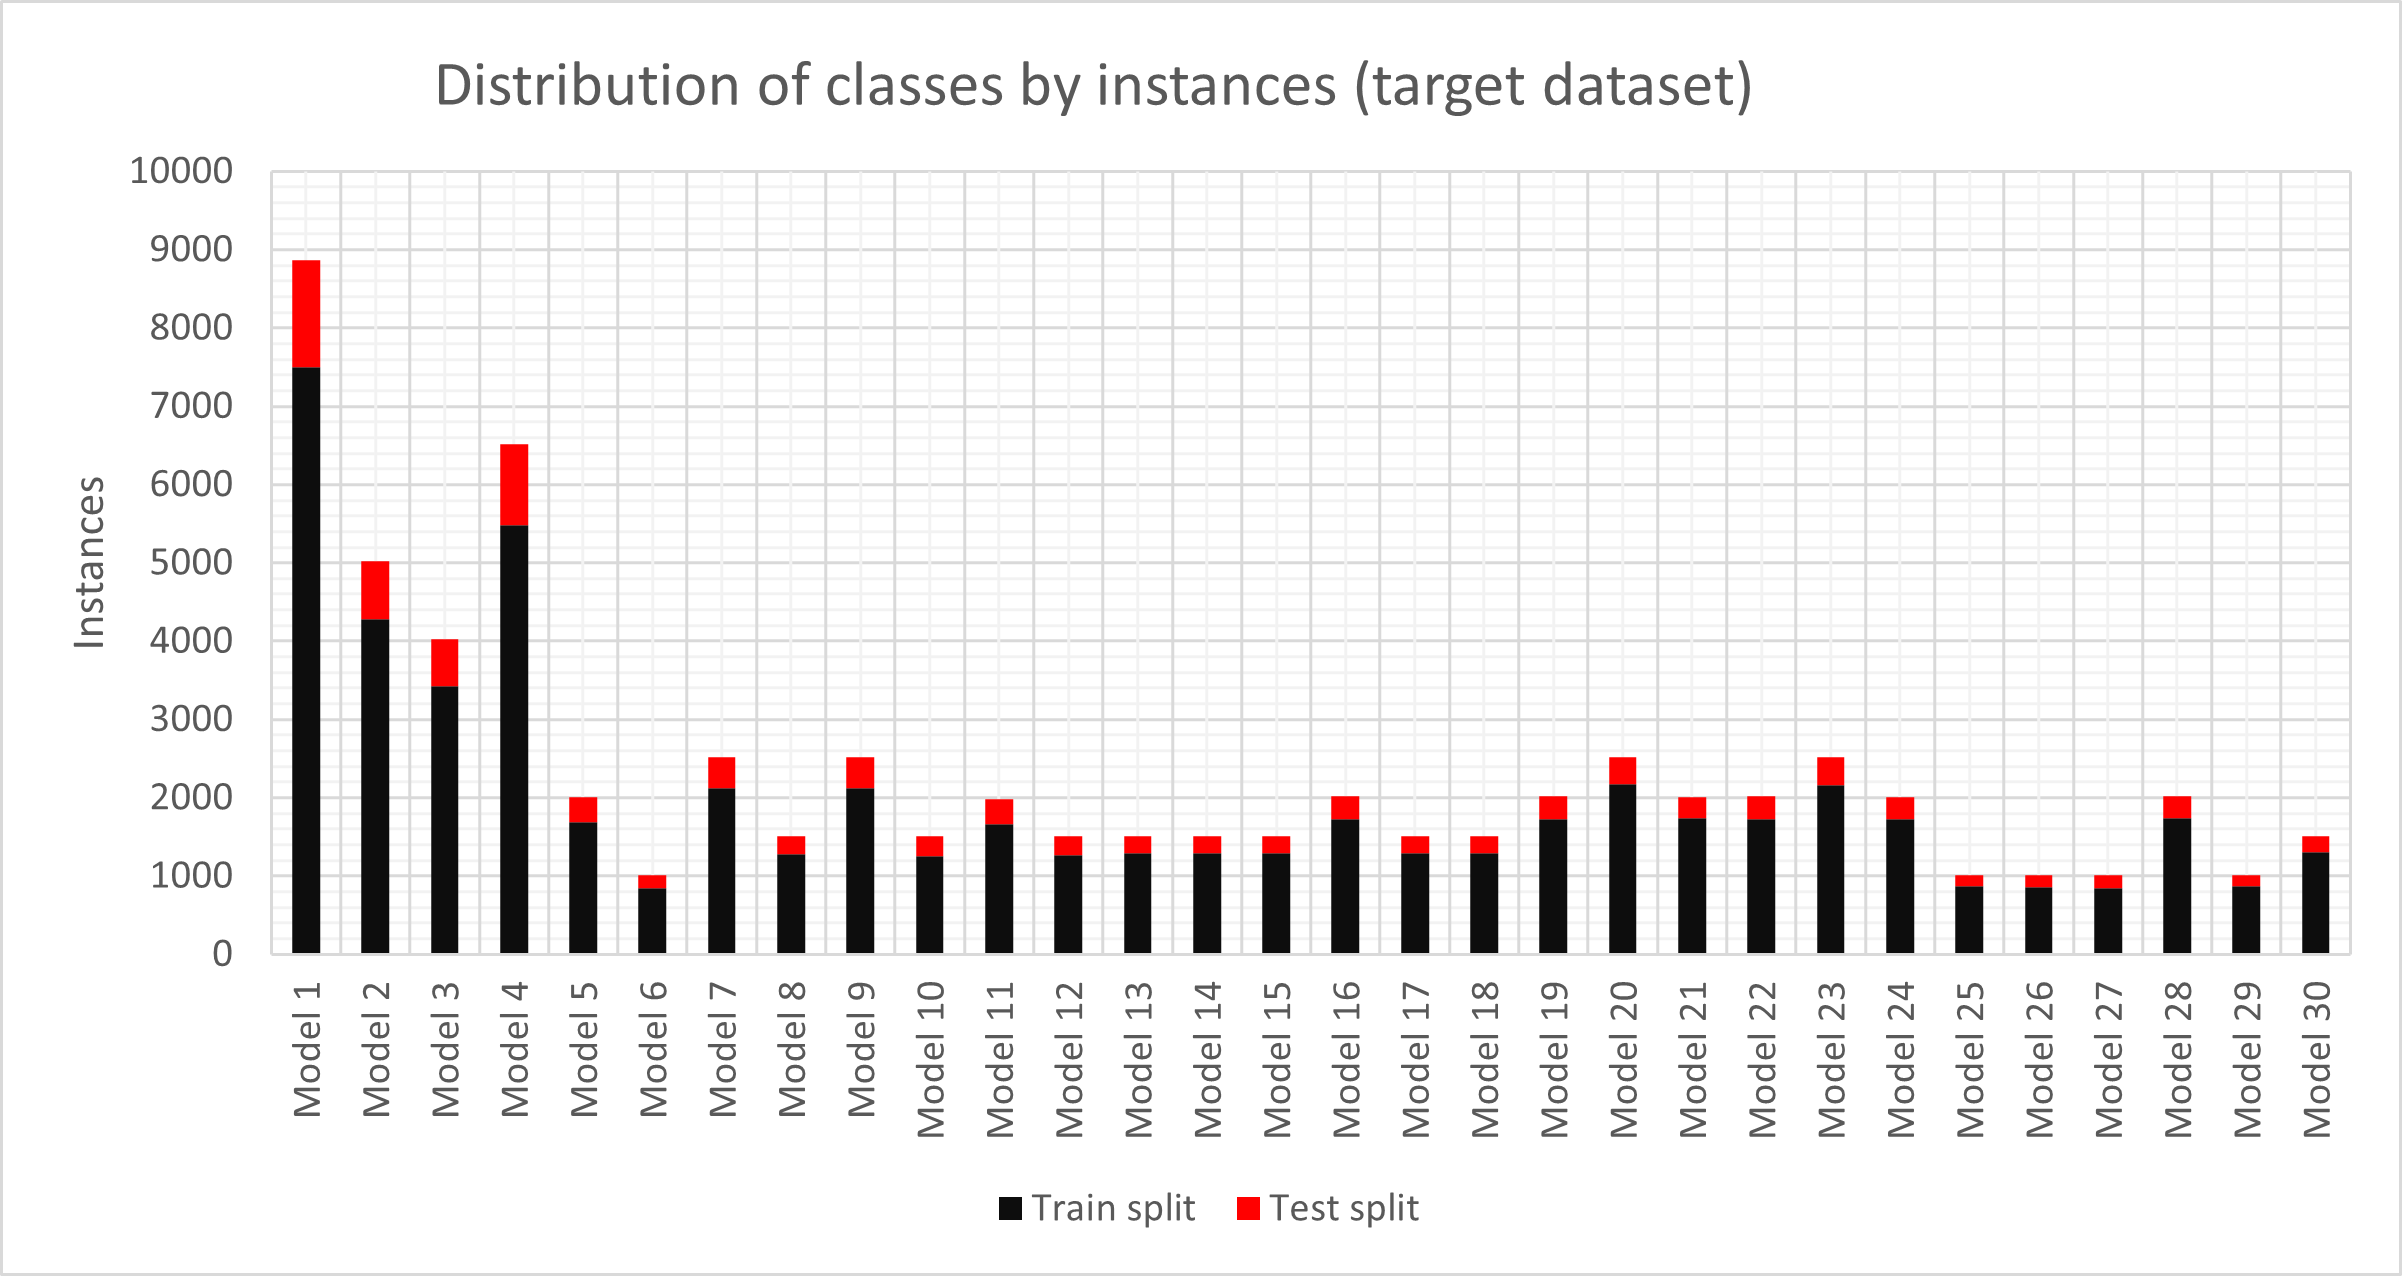 Distribution of classes by instances (target dataset)
10000
9000
8000
7000
6000
5000
4000
3000
2000
1000
0
Instances
Model 1
Model 2
Model 3
Model 4
Model 5
Model 6
Model 7
Model 8
Model 9
Model 10
Model 11
Model 12
Model 13
Model 14
Model 15
Model 16
Model 17
Model 18
Model 19
Model 20
Model 21
Model 22
Model 23
Model 24
Model 25
Model 26
Model 27
Model 28
Model 29
Model 30
Train split
Test split